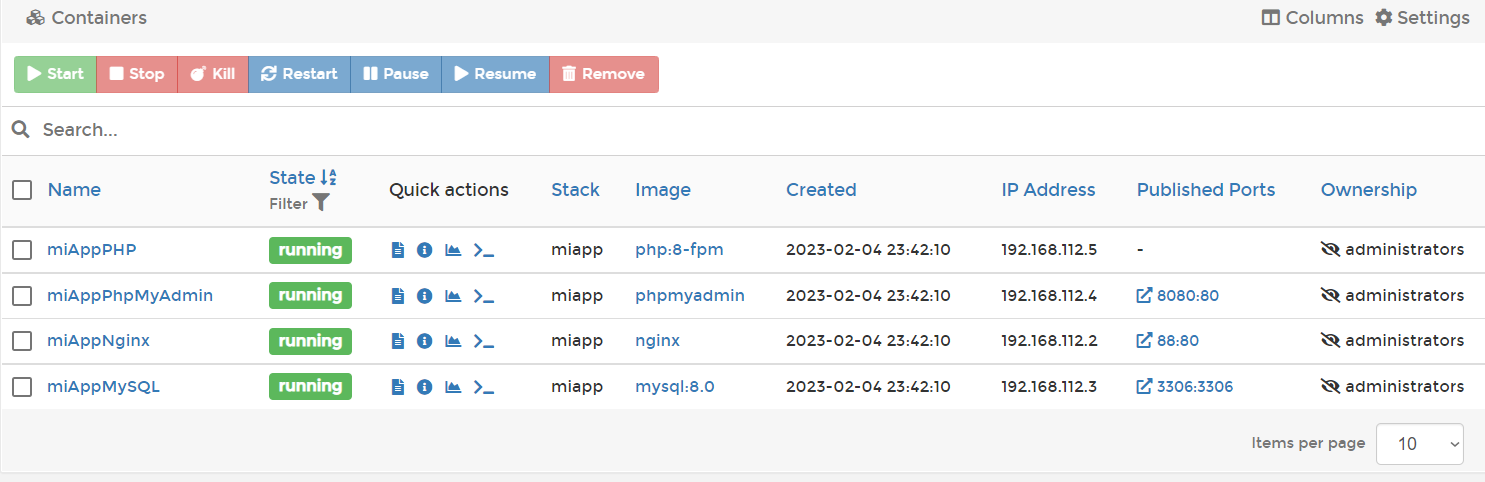 Containers Columns Settings
Start Stop Kill Restart Pause Resume Remove
Search...
Name State Filter Quick actions Stack Image Created IP Address Published Ports Ownership
miAppPHP running miapp php:8-fpm 2023-02-04 23:42:10 192.168.112.5 - administrators
miAppPhpMyAdmin running miapp phpmyadmin 2023-02-04 23:42:10 192.168.112.4 8080:80 administrators
miAppNginx running miapp nginx 2023-02-04 23:42:10 192.168.112.2 88:80 administrators
miAppMySQL running miapp mysql:8.0 2023-02-04 23:42:10 192.168.112.3 3306:3306 administrators
Items per page 10